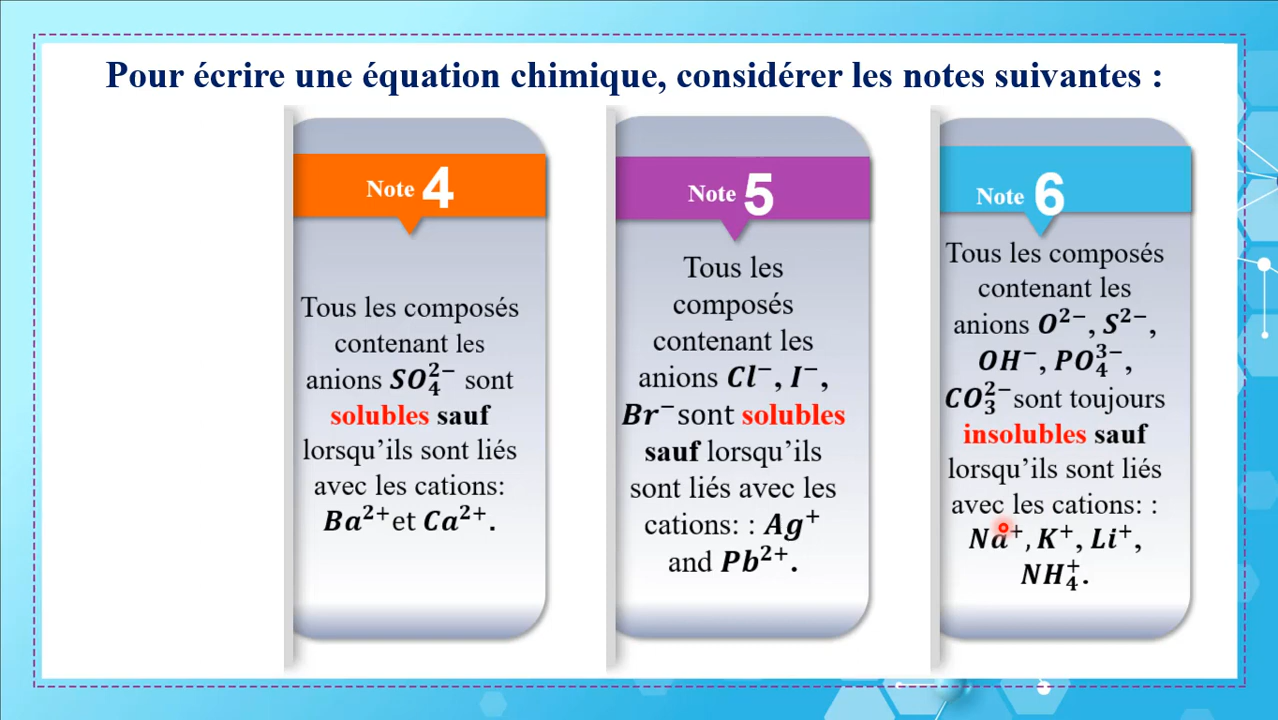 Pour écrire une équation chimique, considérer les notes suivantes :
Note 4
Tous les composés
contenant les
anions SO₄²⁻ sont
solubles sauf
lorsqu’ils sont liés
avec les cations:
Ba²⁺ et Ca²⁺.
Note 5
Tous les
composés
contenant les
anions Cl⁻, I⁻,
Br⁻ sont solubles
sauf lorsqu’ils
sont liés avec les
cations: : Ag⁺
and Pb²⁺.
Note 6
Tous les composés
contenant les
anions O²⁻, S²⁻,
OH⁻, PO₄³⁻,
CO₃²⁻ sont toujours
insolubles sauf
lorsqu’ils sont liés
avec les cations: :
Na⁺, K⁺, Li⁺,
NH₄⁺.